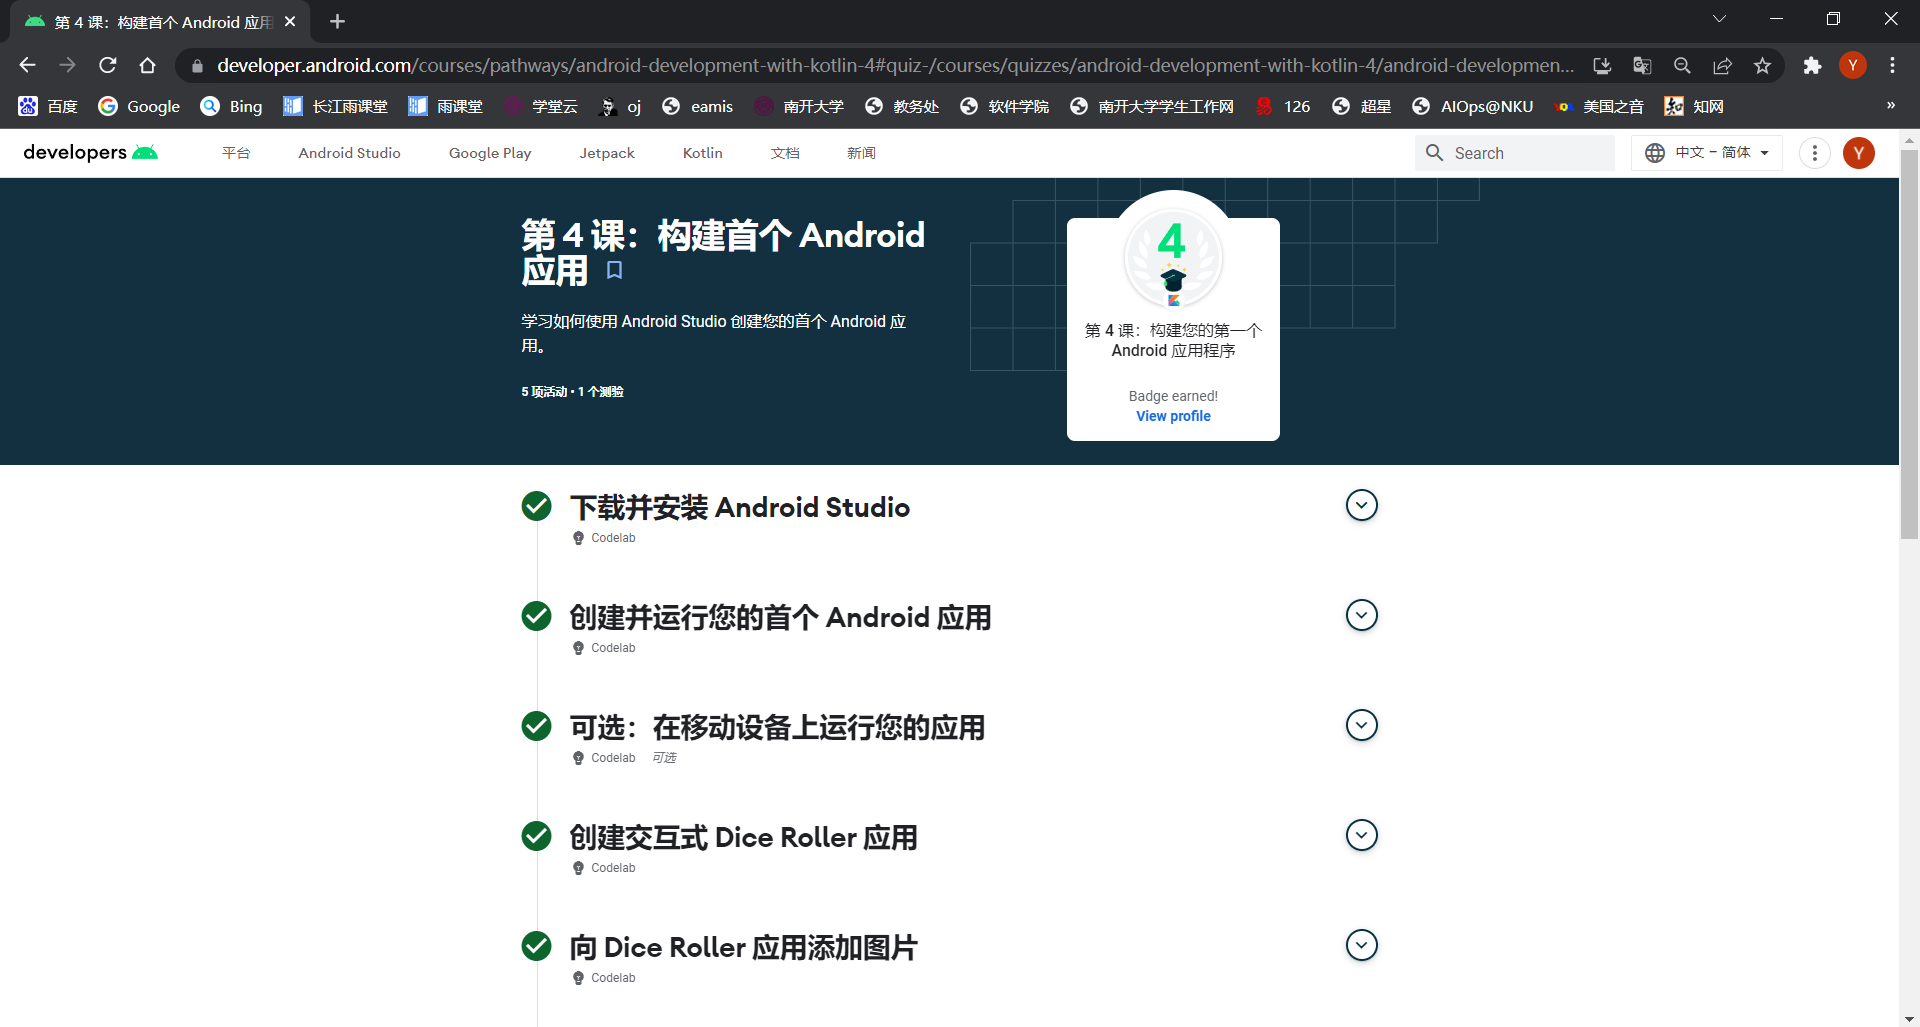 第 4 课：构建首个 Android 应用
developer.android.com/courses/pathways/android-development-with-kotlin-4#quiz-/courses/quizzes/android-development-with-kotlin-4/android-developmen...
Y
百度
Google
Bing
长江雨课堂
雨课堂
学堂云
oj
eamis
南开大学
教务处
软件学院
南开大学学生工作网
126
超星
AIOps@NKU
美国之音
知网
»
developers
平台
Android Studio
Google Play
Jetpack
Kotlin
文档
新闻
Search
中文 – 简体
Y
第 4 课：构建首个 Android
应用
学习如何使用 Android Studio 创建您的首个 Android 应
用。
5 项活动 • 1 个测验
4
第 4 课：构建您的第一个
Android 应用程序
Badge earned!
View profile
下载并安装 Android Studio
Codelab
创建并运行您的首个 Android 应用
Codelab
可选：在移动设备上运行您的应用
Codelab 可选
创建交互式 Dice Roller 应用
Codelab
向 Dice Roller 应用添加图片
Codelab